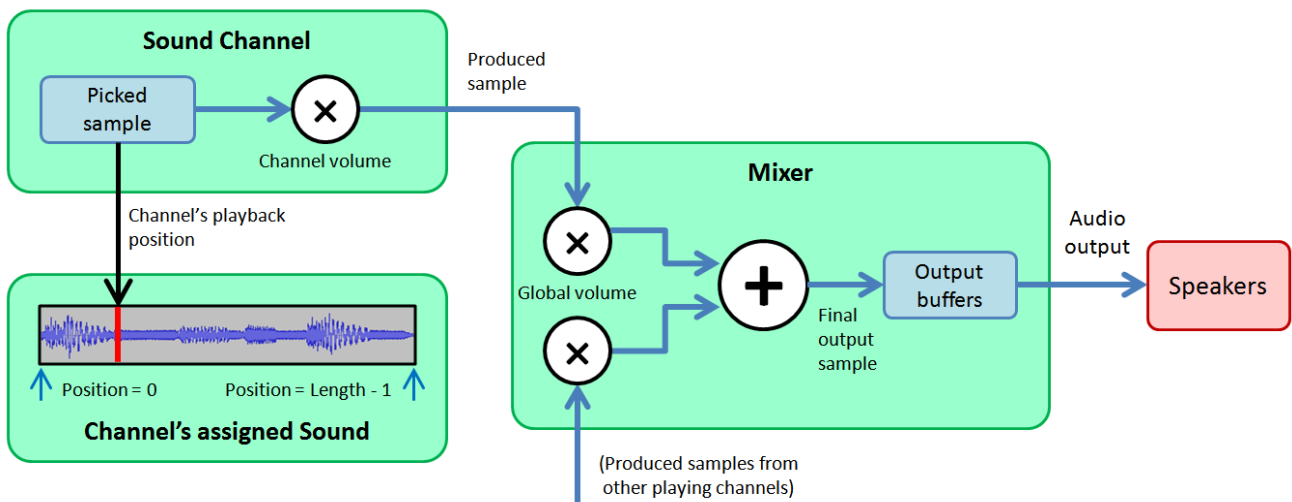 Sound Channel
Picked
sample
×
Channel volume
Produced
sample
Channel’s playback
position
Position = 0
Position = Length - 1
Channel’s assigned Sound
Mixer
×
Global volume
×
+
Final
output
sample
Output
buffers
Audio
output
Speakers
(Produced samples from
other playing channels)